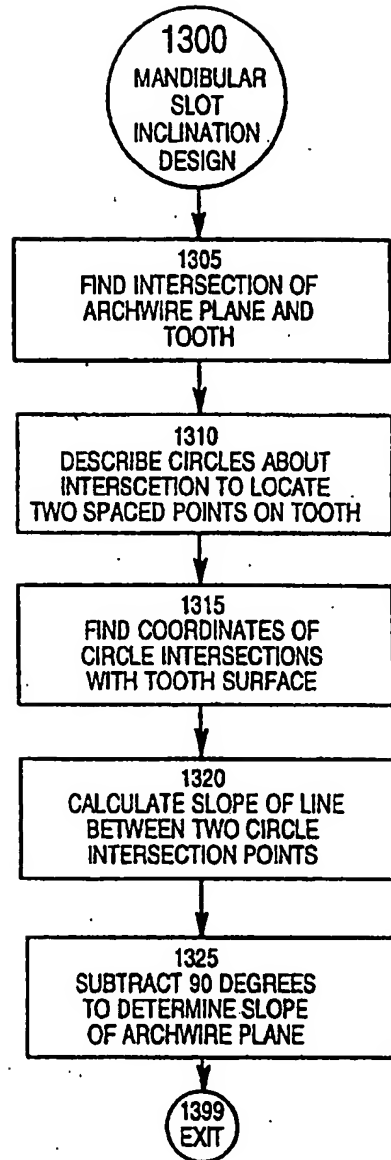 1300
MANDIBULAR
SLOT
INCLINATION
DESIGN
1305
FIND INTERSECTION OF
ARCHWIRE PLANE AND
TOOTH
1310
DESCRIBE CIRCLES ABOUT
INTERSCETION TO LOCATE
TWO SPACED POINTS ON TOOTH
1315
FIND COORDINATES OF
CIRCLE INTERSECTIONS
WITH TOOTH SURFACE
1320
CALCULATE SLOPE OF LINE
BETWEEN TWO CIRCLE
INTERSECTION POINTS
1325
SUBTRACT 90 DEGREES
TO DETERMINE SLOPE
OF ARCHWIRE PLANE
1399
EXIT